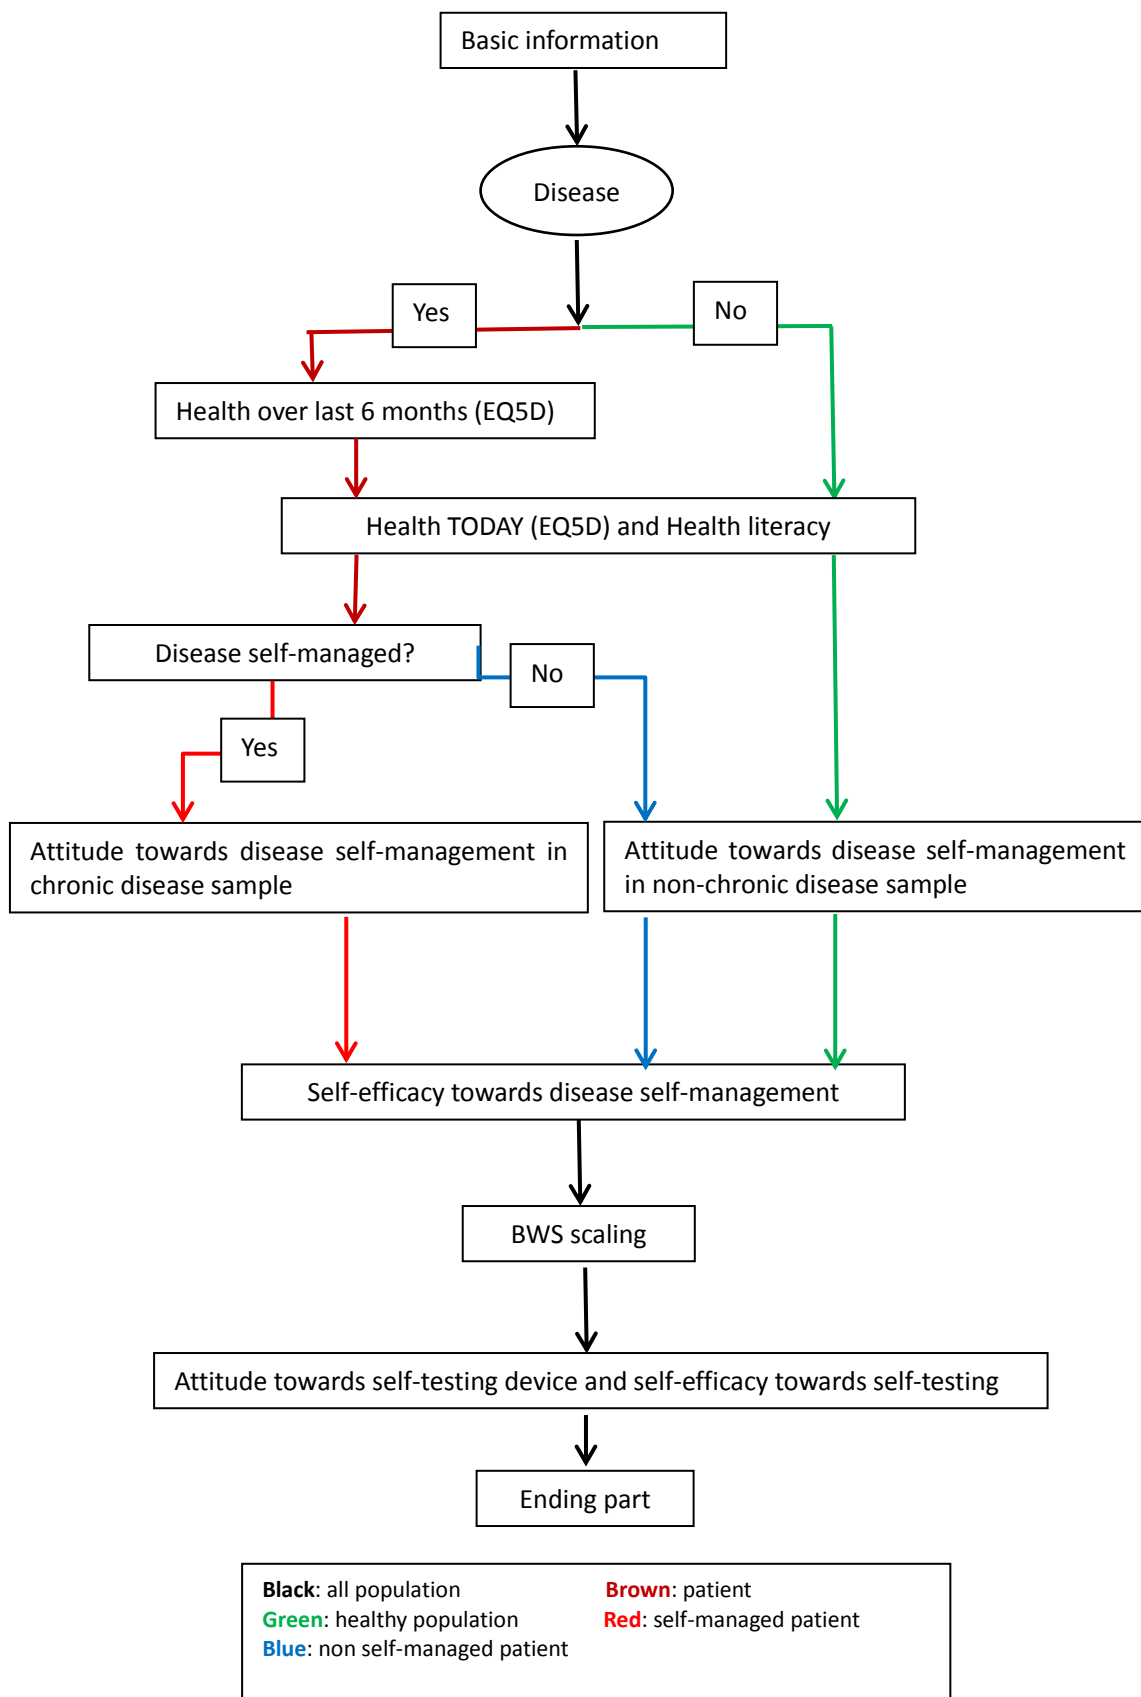 Basic information
Disease
Yes
No
Health over last 6 months (EQ5D)
Health TODAY (EQ5D) and Health literacy
Disease self-managed?
No
Yes
Attitude towards disease self-management in
chronic disease sample
Attitude towards disease self-management
in non-chronic disease sample
Self-efficacy towards disease self-management
BWS scaling
Attitude towards self-testing device and self-efficacy towards self-testing
Ending part
Black: all population
Brown: patient
Green: healthy population
Red: self-managed patient
Blue: non self-managed patient